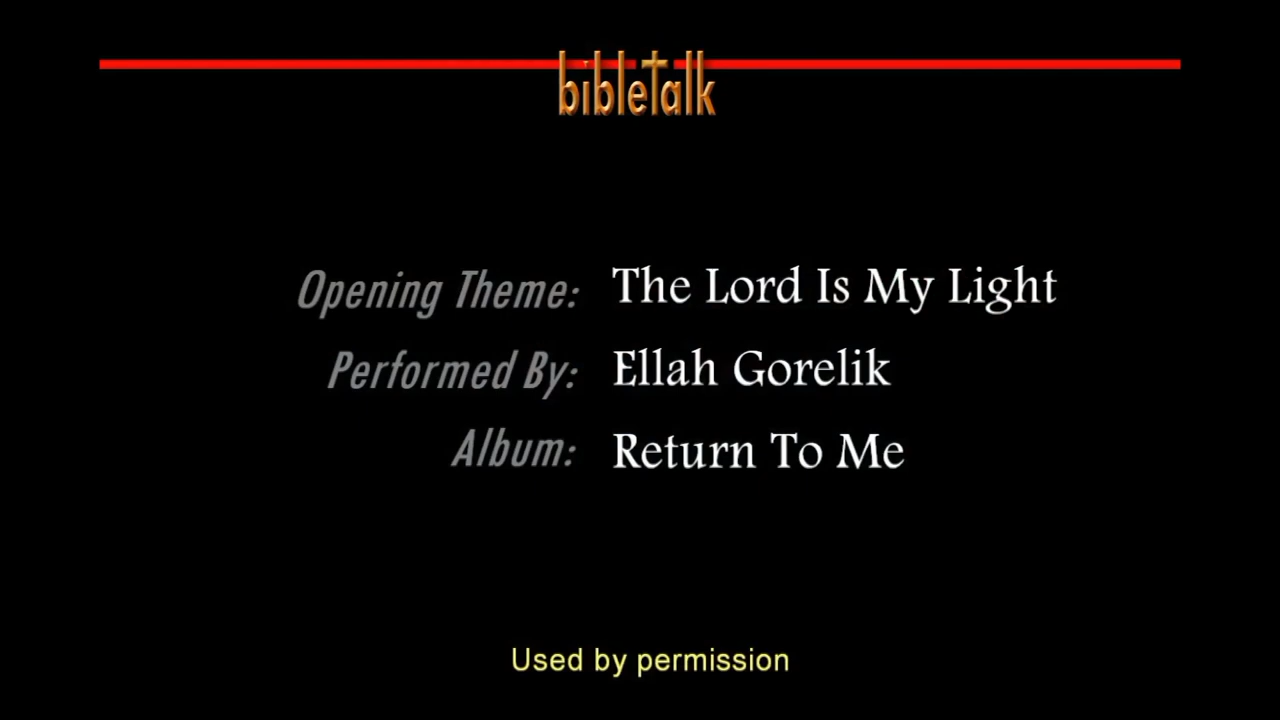 bibleTalk
Opening Theme: The Lord Is My Light
Performed By: Ellah Gorelik
Album: Return To Me
Used by permission